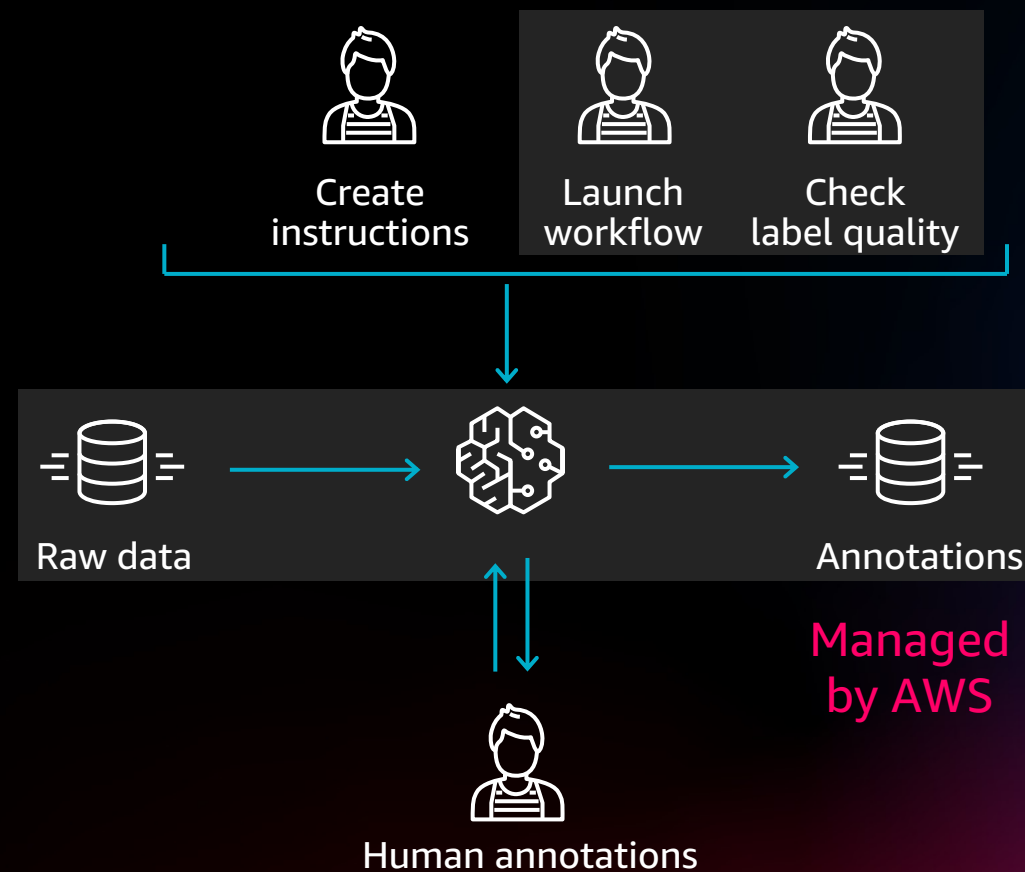 Create
instructions
Launch
workflow
Check
label quality
Raw data
Annotations
Managed
by AWS
Human annotations